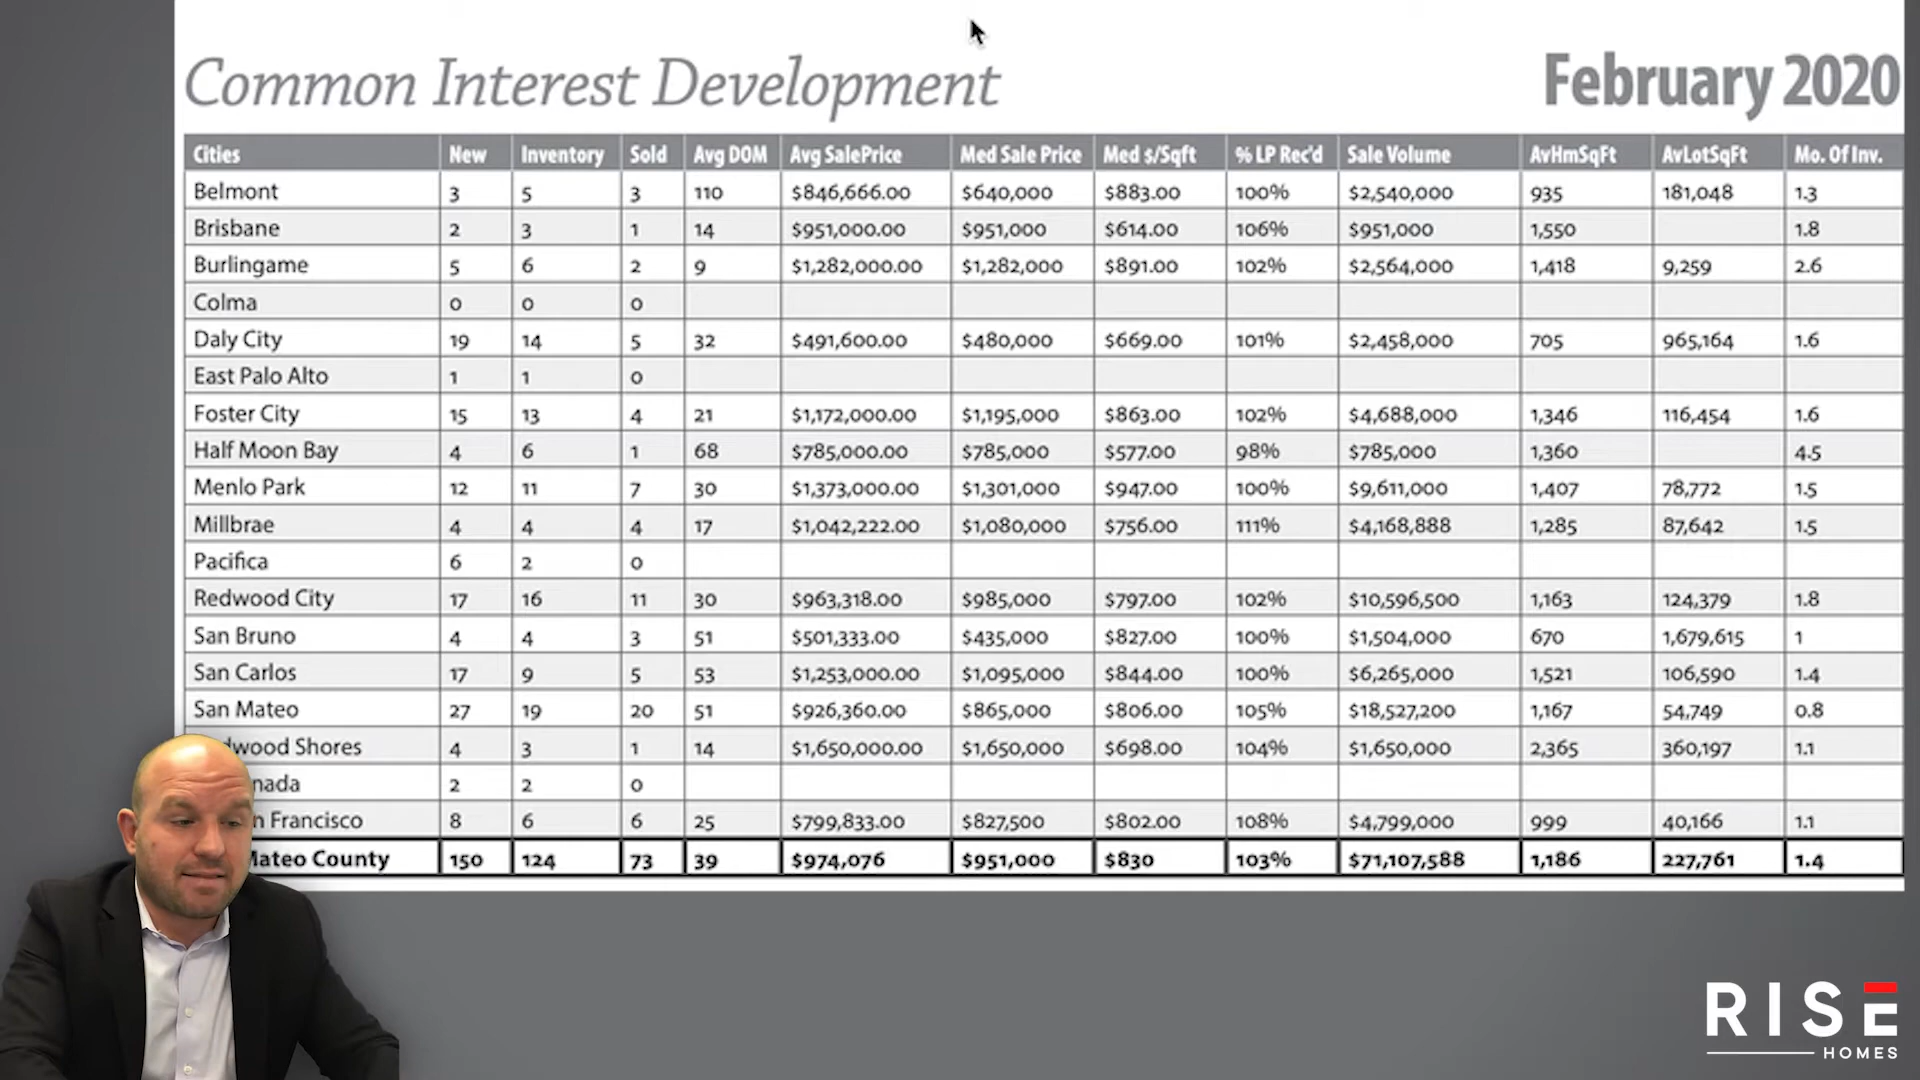 Common Interest Development February 2020
Cities New Inventory Sold Avg DOM Avg SalePrice Med Sale Price Med $/Sqft % LP Rec'd Sale Volume AvHmSqFt AvLotSqFt Mo. Of Inv.
Belmont 3 5 3 110 $846,666.00 $640,000 $883.00 100% $2,540,000 935 181,048 1.3
Brisbane 2 3 1 14 $951,000.00 $951,000 $614.00 106% $951,000 1,550 1.8
Burlingame 5 6 2 9 $1,282,000.00 $1,282,000 $891.00 102% $2,564,000 1,418 9,259 2.6
Colma 0 0 0
Daly City 19 14 5 32 $491,600.00 $480,000 $669.00 101% $2,458,000 705 965,164 1.6
East Palo Alto 1 1 0
Foster City 15 13 4 21 $1,172,000.00 $1,195,000 $863.00 102% $4,688,000 1,346 116,454 1.6
Half Moon Bay 4 6 1 68 $785,000.00 $785,000 $577.00 98% $785,000 1,360 4.5
Menlo Park 12 11 7 30 $1,373,000.00 $1,301,000 $947.00 100% $9,611,000 1,407 78,772 1.5
Millbrae 4 4 4 17 $1,042,222.00 $1,080,000 $756.00 111% $4,168,888 1,285 87,642 1.5
Pacifica 6 2 0
Redwood City 17 16 11 30 $963,318.00 $985,000 $797.00 102% $10,596,500 1,163 124,379 1.8
San Bruno 4 4 3 51 $501,333.00 $435,000 $827.00 100% $1,504,000 670 1,679,615 1
San Carlos 17 9 5 53 $1,253,000.00 $1,095,000 $844.00 100% $6,265,000 1,521 106,590 1.4
San Mateo 27 19 20 51 $926,360.00 $865,000 $806.00 105% $18,527,200 1,167 54,749 0.8
dwood Shores 4 3 1 14 $1,650,000.00 $1,650,000 $698.00 104% $1,650,000 2,365 360,197 1.1
nada 2 2 0
n Francisco 8 6 6 25 $799,833.00 $827,500 $802.00 108% $4,799,000 999 40,166 1.1
Mateo County 150 124 73 39 $974,076 $951,000 $830 103% $71,107,588 1,186 227,761 1.4
RISE
HOMES